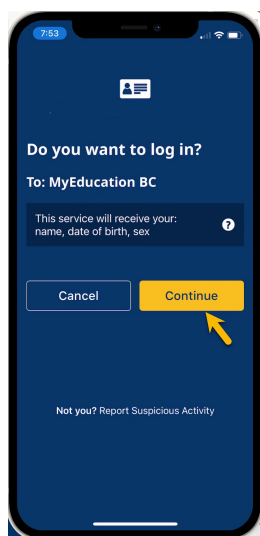 7:53
Do you want to log in?
To: MyEducation BC
This service will receive your:
name, date of birth, sex
?
Cancel
Continue
Not you? Report Suspicious Activity